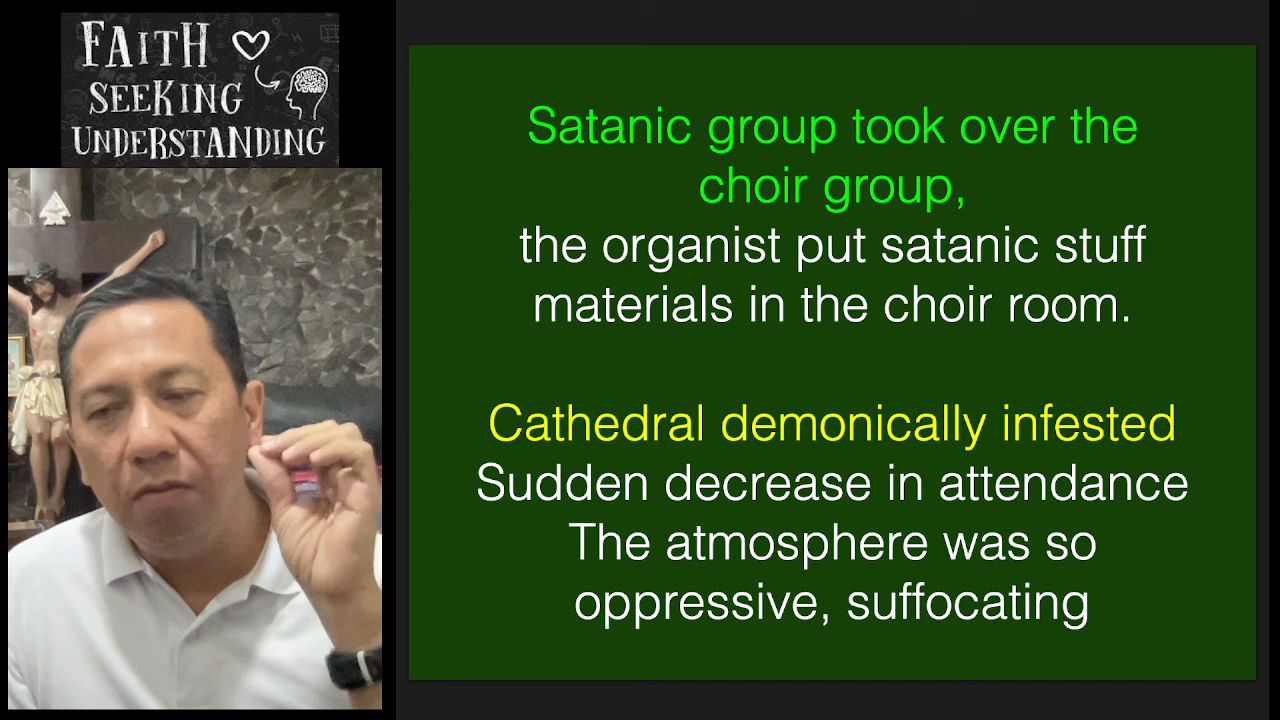 FAITH
SEEKING
UNDERSTANDING
Satanic group took over the
choir group,
the organist put satanic stuff
materials in the choir room.
Cathedral demonically infested
Sudden decrease in attendance
The atmosphere was so
oppressive, suffocating